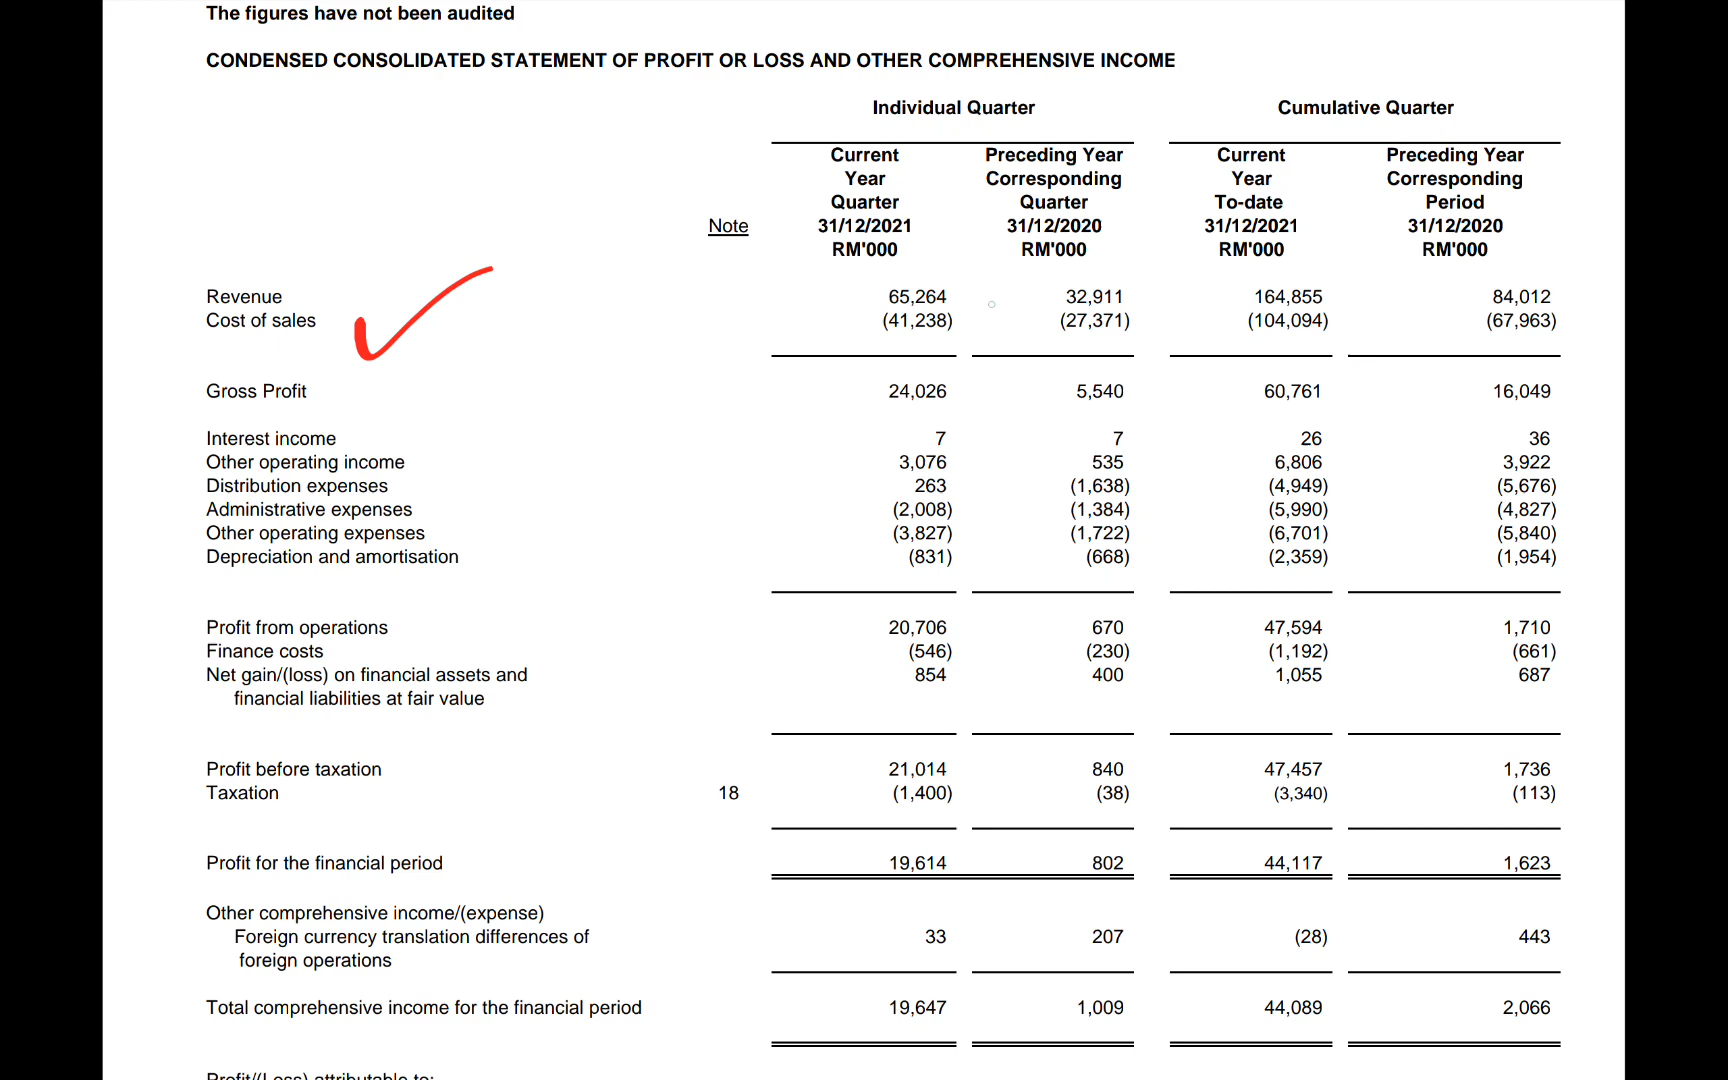 The figures have not been audited
CONDENSED CONSOLIDATED STATEMENT OF PROFIT OR LOSS AND OTHER COMPREHENSIVE INCOME
Individual Quarter Cumulative Quarter
Current Preceding Year Current Preceding Year
Year Corresponding Year Corresponding
Quarter Quarter To-date Period
Note 31/12/2021 31/12/2020 31/12/2021 31/12/2020
RM'000 RM'000 RM'000 RM'000
Revenue 65,264 32,911 164,855 84,012
Cost of sales (41,238) (27,371) (104,094) (67,963)
Gross Profit 24,026 5,540 60,761 16,049
Interest income 7 7 26 36
Other operating income 3,076 535 6,806 3,922
Distribution expenses 263 (1,638) (4,949) (5,676)
Administrative expenses (2,008) (1,384) (5,990) (4,827)
Other operating expenses (3,827) (1,722) (6,701) (5,840)
Depreciation and amortisation (831) (668) (2,359) (1,954)
Profit from operations 20,706 670 47,594 1,710
Finance costs (546) (230) (1,192) (661)
Net gain/(loss) on financial assets and 854 400 1,055 687
financial liabilities at fair value
Profit before taxation 21,014 840 47,457 1,736
Taxation 18 (1,400) (38) (3,340) (113)
Profit for the financial period 19,614 802 44,117 1,623
Other comprehensive income/(expense)
Foreign currency translation differences of 33 207 (28) 443
foreign operations
Total comprehensive income for the financial period 19,647 1,009 44,089 2,066
Profit/(Loss) attributable to: